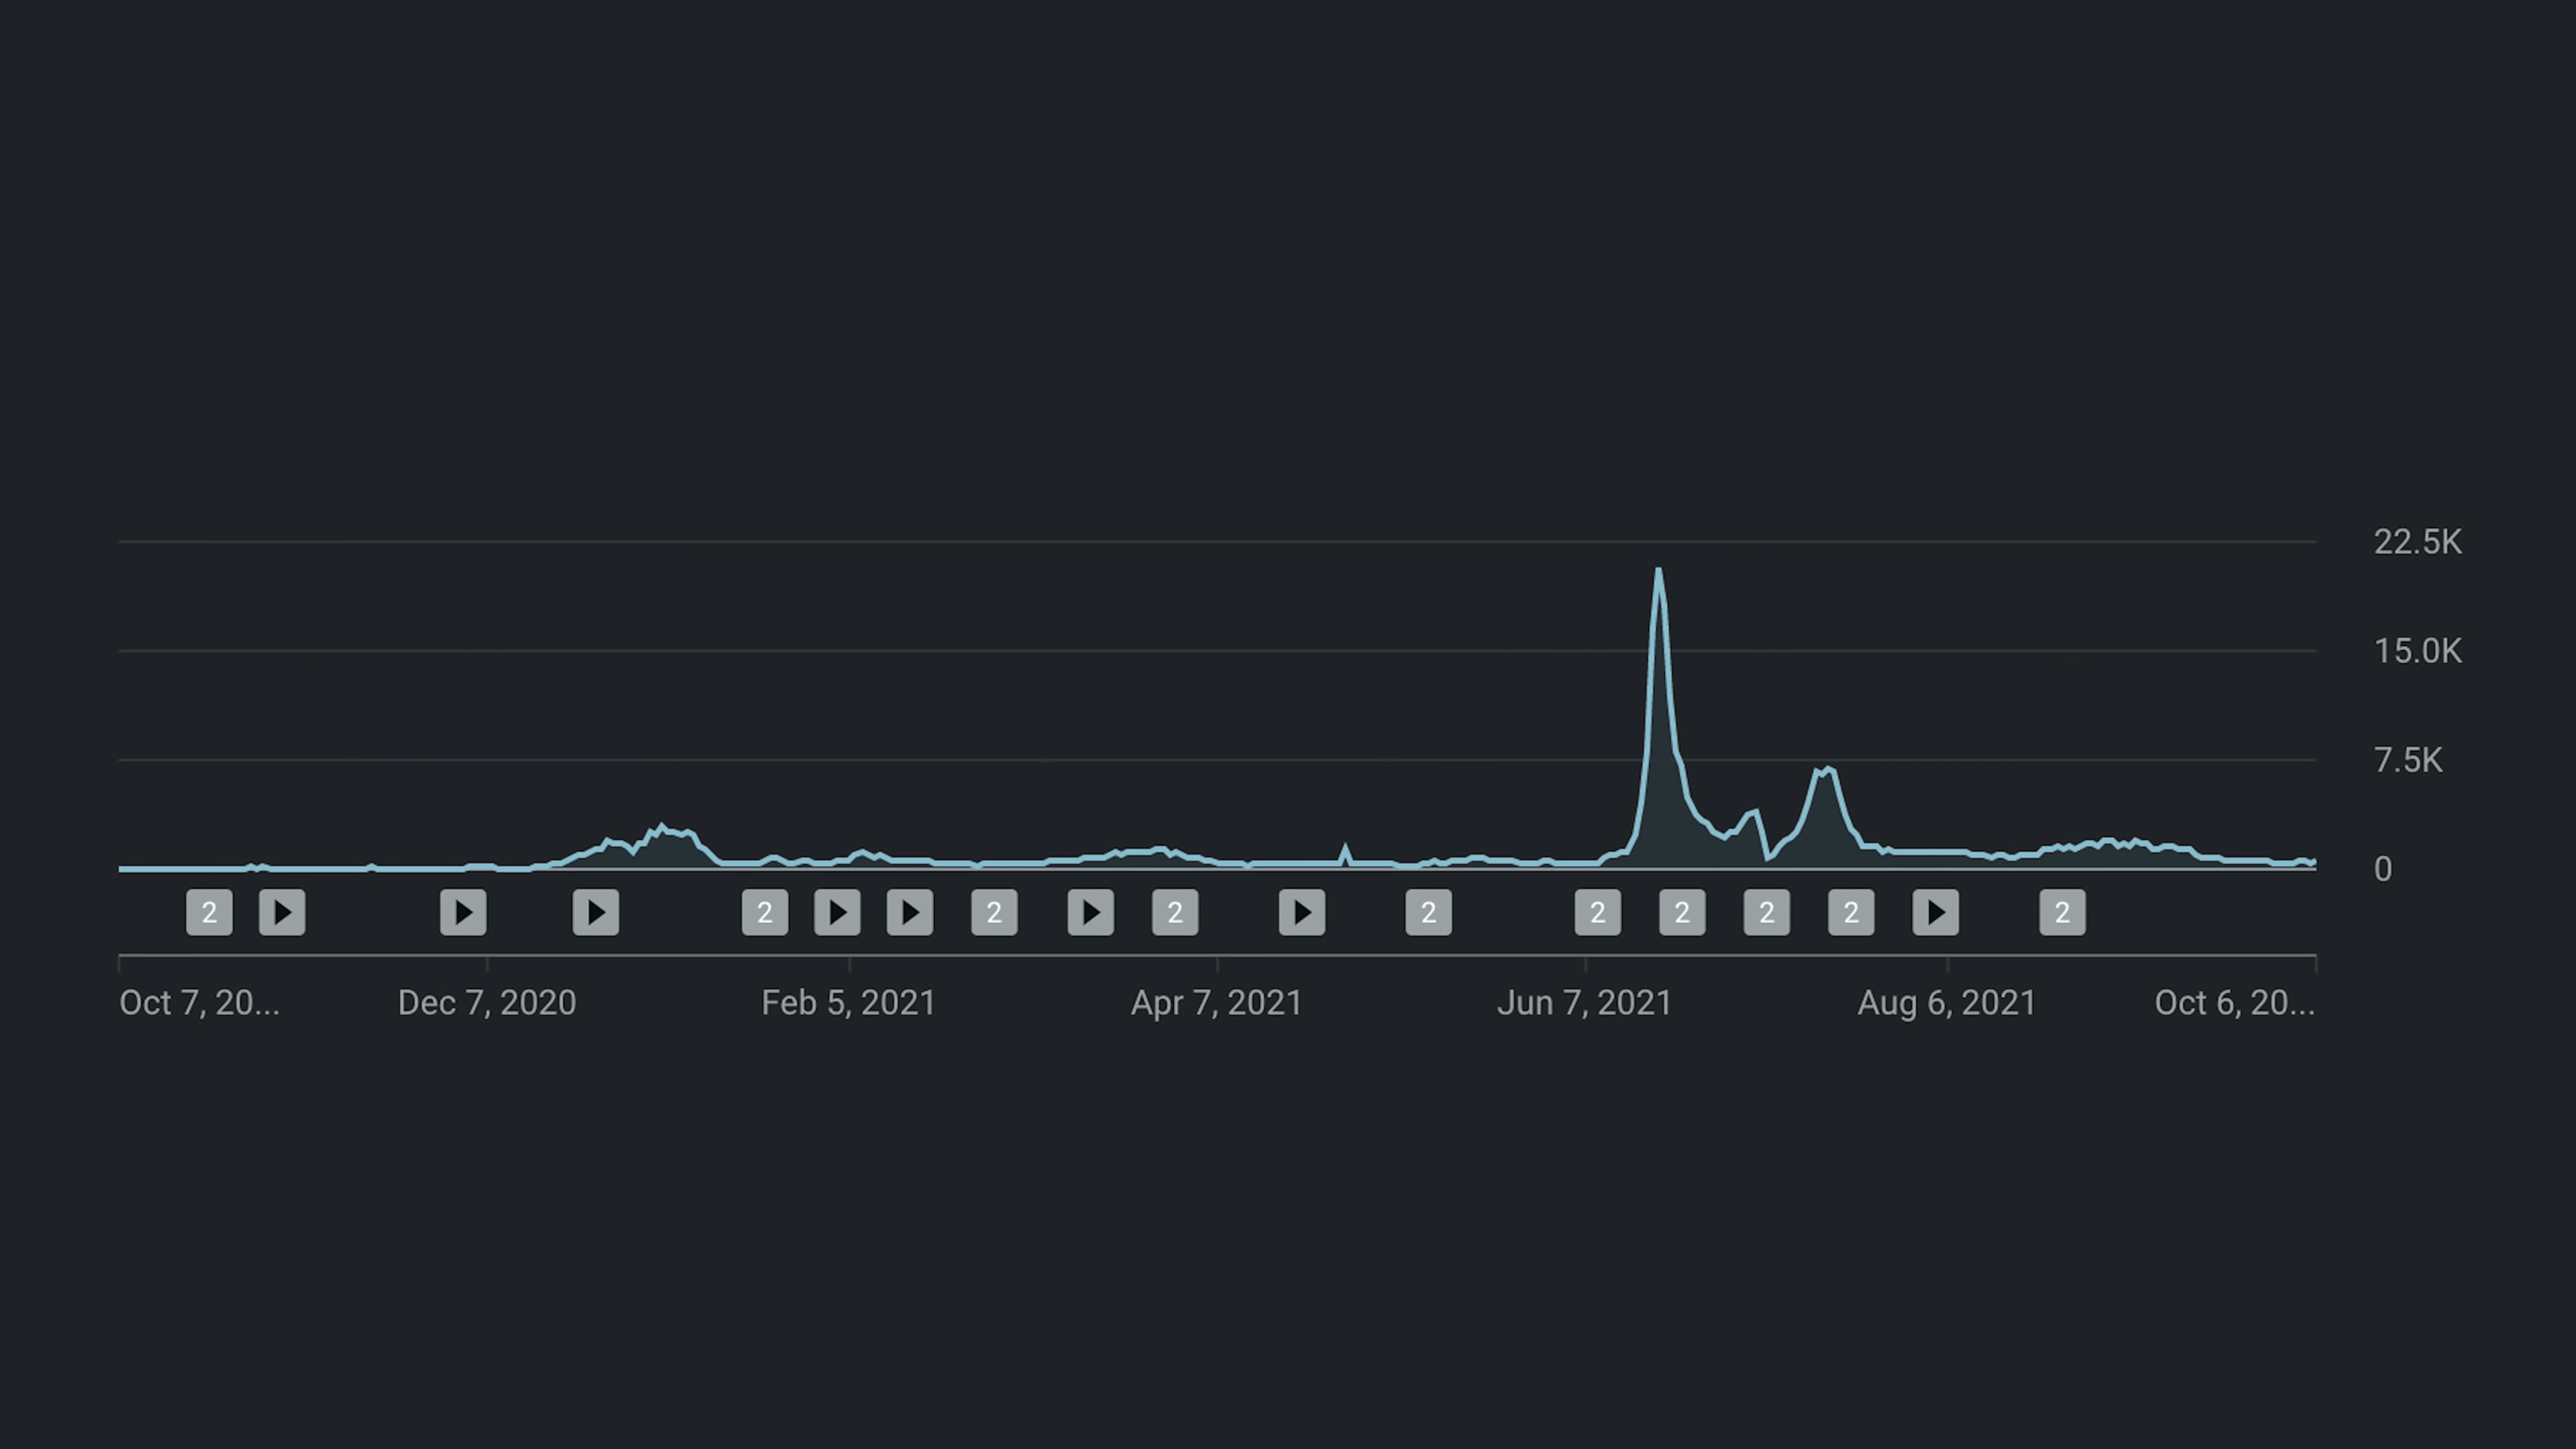 22.5K
15.0K
7.5K
0
2 2 2 2 2 2 2 2 2 2
Oct 7, 20... Dec 7, 2020 Feb 5, 2021 Apr 7, 2021 Jun 7, 2021 Aug 6, 2021 Oct 6, 20...